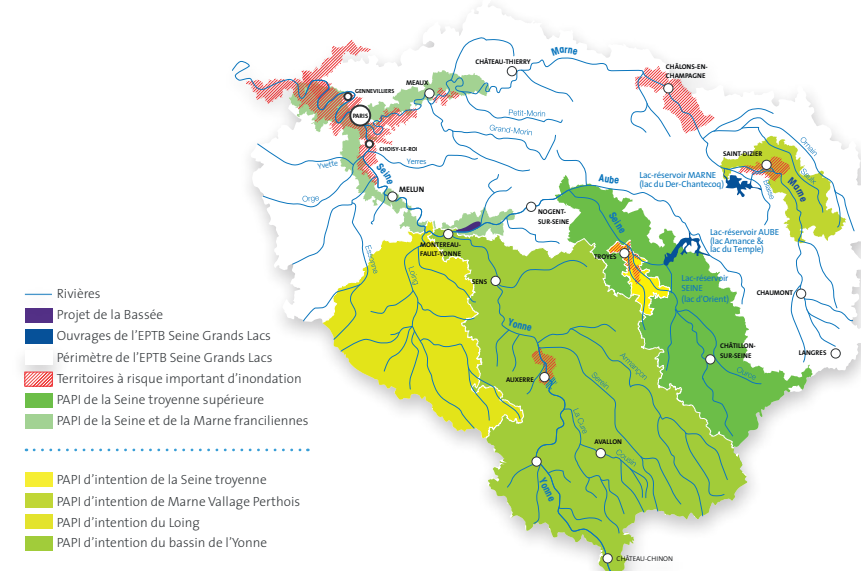 Marne
CHÂTEAU-THIERRY
CHÂLONS-EN-
CHAMPAGNE
MEAUX
GENNEVILLIERS
PARIS
Petit-Morin
Grand-Morin
CHOISY-LE-ROI
Ornain
SAINT-DIZIER
Saulx
Yvette
Yerres
Seine
Aube
Lac-réservoir MARNE
(lac du Der-Chantecoq)
Blaise
Marne
Orge
MELUN
NOGENT-
SUR-SEINE
Seine
Lac-réservoir AUBE
(lac Amance &
lac du Temple)
MONTEREAU-
FAULT-YONNE
Essonne
Loing
TROYES
SENS
Lac-réservoir
SEINE
(lac d'Orient)
CHAUMONT
Yonne
CHÂTILLON-
SUR-SEINE
LANGRES
Armançon
Serein
AUXERRE
Ource
La Cure
AVALLON
Cousin
Yonne
CHÂTEAU-CHINON
Rivières
Projet de la Bassée
Ouvrages de l'EPTB Seine Grands Lacs
Périmètre de l'EPTB Seine Grands Lacs
Territoires à risque important d'inondation
PAPI de la Seine troyenne supérieure
PAPI de la Seine et de la Marne franciliennes
PAPI d'intention de la Seine troyenne
PAPI d'intention de Marne Vallage Perthois
PAPI d'intention du Loing
PAPI d'intention du bassin de l'Yonne